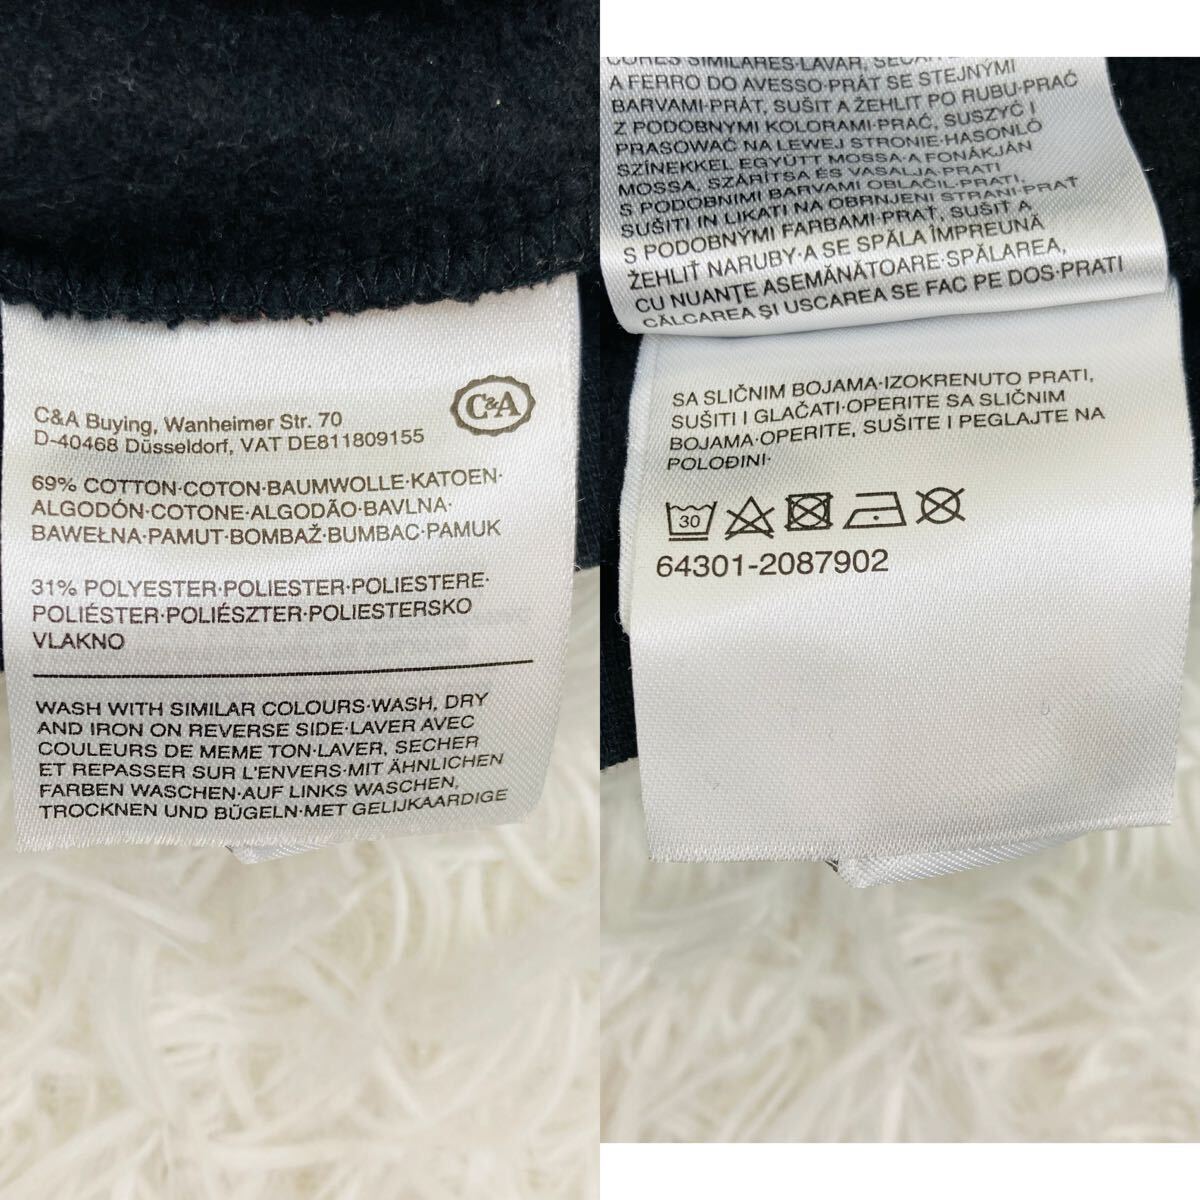 C&A Buying, Wanheimer Str. 70
D-40468 Düsseldorf, VAT DE811809155
C&A
69% COTTON·COTON·BAUMWOLLE·KATOEN·
ALGODÓN·COTONE·ALGODÃO·BAVLNA·
BAWEŁNA·PAMUT·BOMBAŽ·BUMBAC·PAMUK
31% POLYESTER·POLIESTER·POLIESTERE·
POLIÉSTER·POLIÉSZTER·POLIESTERSKO
VLAKNO
WASH WITH SIMILAR COLOURS·WASH, DRY
AND IRON ON REVERSE SIDE·LAVER AVEC
COULEURS DE MEME TON·LAVER, SECHER
ET REPASSER SUR L'ENVERS·MIT ÄHNLICHEN
FARBEN WASCHEN·AUF LINKS WASCHEN,
TROCKNEN UND BÜGELN·MET GELIJKAARDIGE
CORES SIMILARES·LAVAR, SECAR
A FERRO DO AVESSO·PRÁT SE STEJNÝMI
BARVAMI·PRÁT, SUŠIT A ŽEHLIT PO RUBU·PRAĆ
Z PODOBNYMI KOLORAMI·PRAĆ, SUSZYĆ I
PRASOWAĆ NA LEWEJ STRONIE·HASONLÓ
SZÍNEKKEL EGYÜTT MOSSA·A FONÁKJÁN
MOSSA, SZÁRÍTSA ÉS VASALJA·PRATI
S PODOBNIMI BARVAMI OBLAČIL·PRATI,
SUŠITI IN LIKATI NA OBRNJENI STRANI·PRAŤ
S PODOBNÝMI FARBAMI·PRAŤ, SUŠIŤ A
ŽEHLIŤ NARUBY·A SE SPĂLA ÎMPREUNĂ
CU NUANŢE ASEMĂNĂTOARE·SPĂLAREA,
CĂLCAREA ŞI USCAREA SE FAC PE DOS·PRATI
SA SLIČNIM BOJAMA·IZOKRENUTO PRATI,
SUŠITI I GLAČATI·OPERITE SA SLIČNIM
BOJAMA·OPERITE, SUŠITE I PEGLAJTE NA
POLOĐINI·
30
64301-2087902